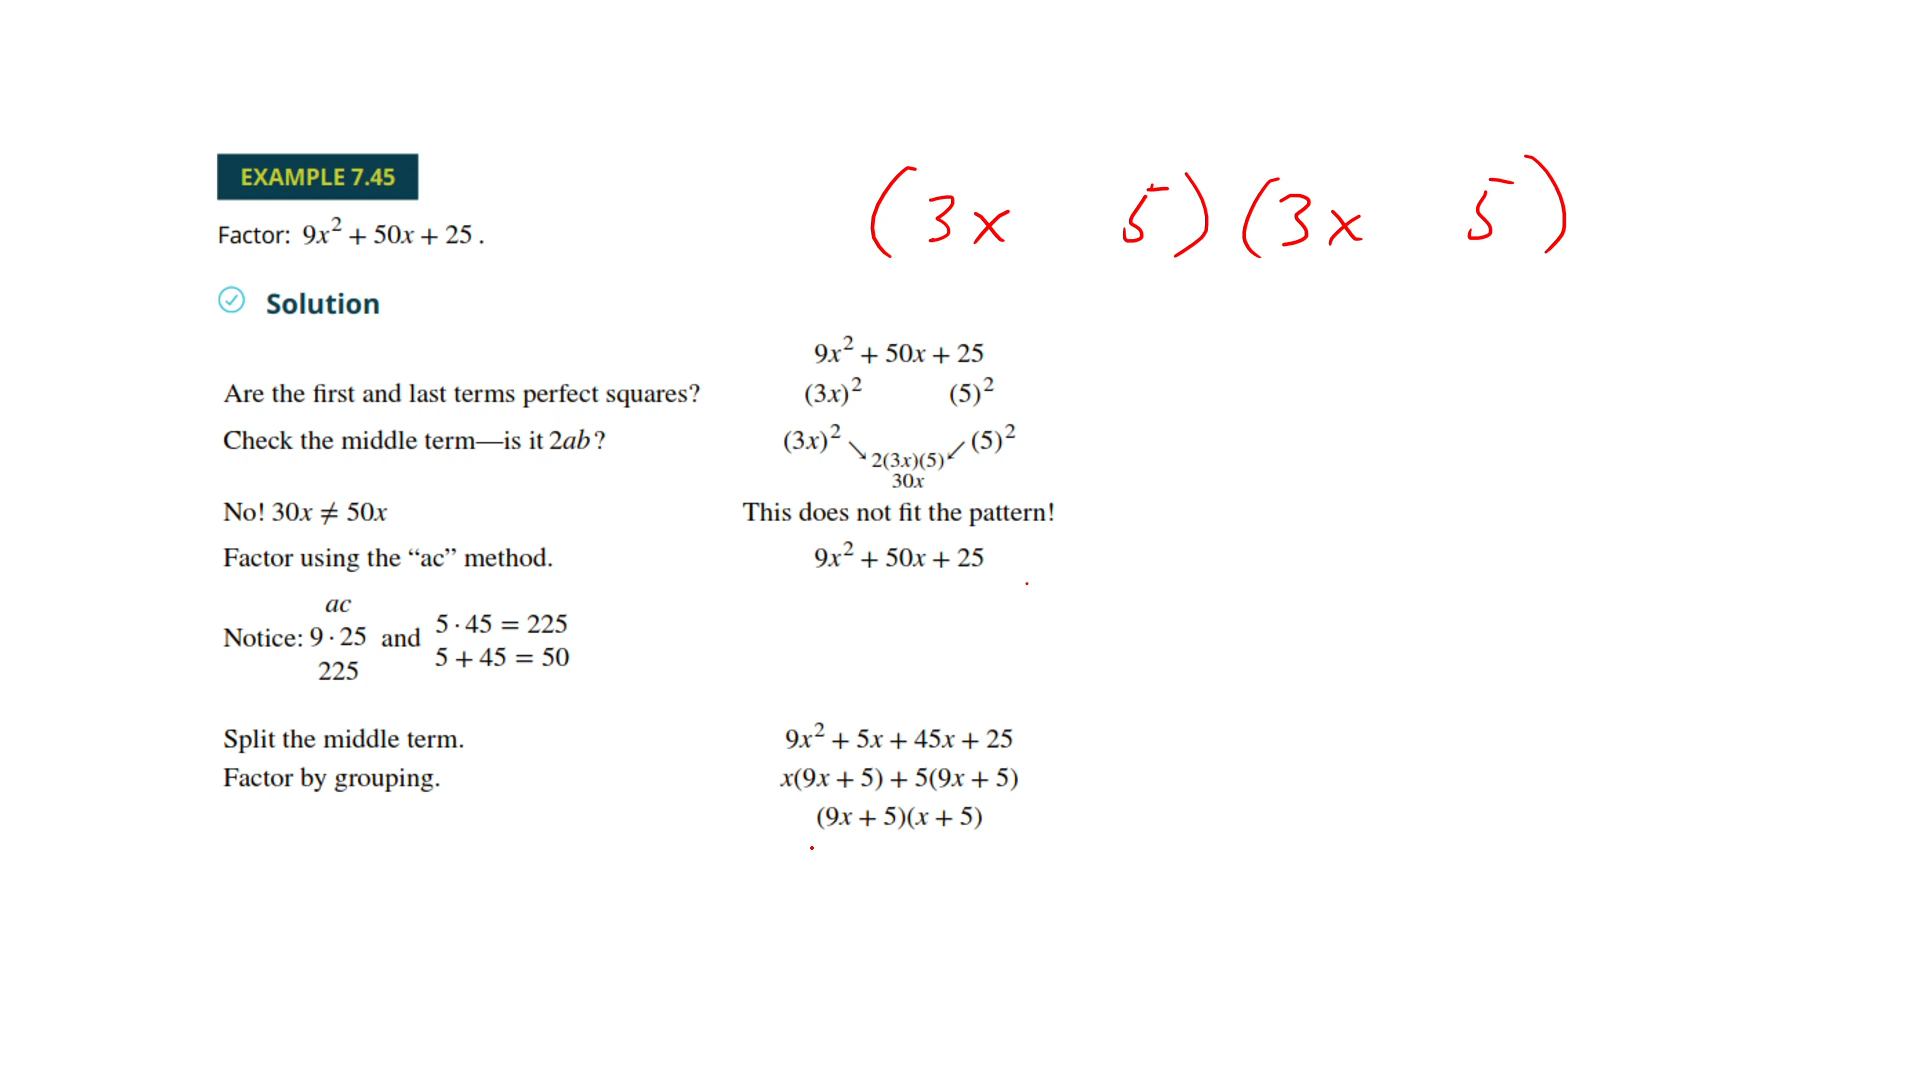 EXAMPLE 7.45
(3x 5)(3x 5)
Factor: 9x² + 50x + 25 .
Solution
9x² + 50x + 25
Are the first and last terms perfect squares? (3x)² (5)²
Check the middle term—is it 2ab? (3x)² ↘ 2(3x)(5) ↙ (5)²
30x
No! 30x ≠ 50x This does not fit the pattern!
Factor using the “ac” method. 9x² + 50x + 25
ac
Notice: 9 · 25 and 5 · 45 = 225
5 + 45 = 50
225
Split the middle term. 9x² + 5x + 45x + 25
Factor by grouping. x(9x + 5) + 5(9x + 5)
(9x + 5)(x + 5)